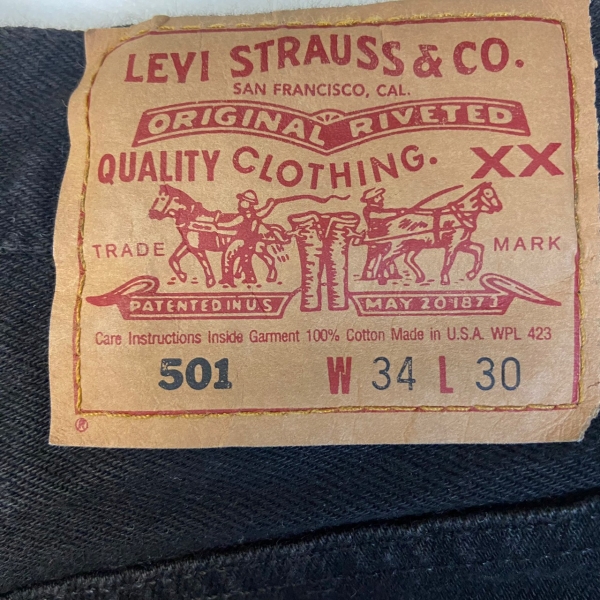 LEVI STRAUSS & CO.
SAN FRANCISCO, CAL.
ORIGINAL RIVETED
QUALITY CLOTHING. XX
TRADE MARK
PATENTED IN U.S. MAY 20 1873
Care Instructions Inside Garment 100% Cotton Made in U.S.A. WPL 423
501 W 34 L 30
®